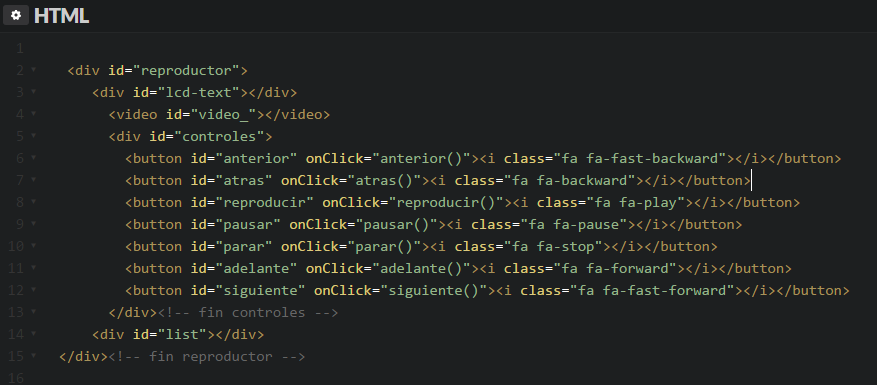 HTML
1
2 <div id="reproductor">
3 <div id="lcd-text"></div>
4 <video id="video_"></video>
5 <div id="controles">
6 <button id="anterior" onClick="anterior()"><i class="fa fa-fast-backward"></i></button>
7 <button id="atras" onClick="atras()"><i class="fa fa-backward"></i></button>
8 <button id="reproducir" onClick="reproducir()"><i class="fa fa-play"></i></button>
9 <button id="pausar" onClick="pausar()"><i class="fa fa-pause"></i></button>
10 <button id="parar" onClick="parar()"><i class="fa fa-stop"></i></button>
11 <button id="adelante" onClick="adelante()"><i class="fa fa-forward"></i></button>
12 <button id="siguiente" onClick="siguiente()"><i class="fa fa-fast-forward"></i></button>
13 </div><!-- fin controles -->
14 <div id="list"></div>
15 </div><!-- fin reproductor -->
16